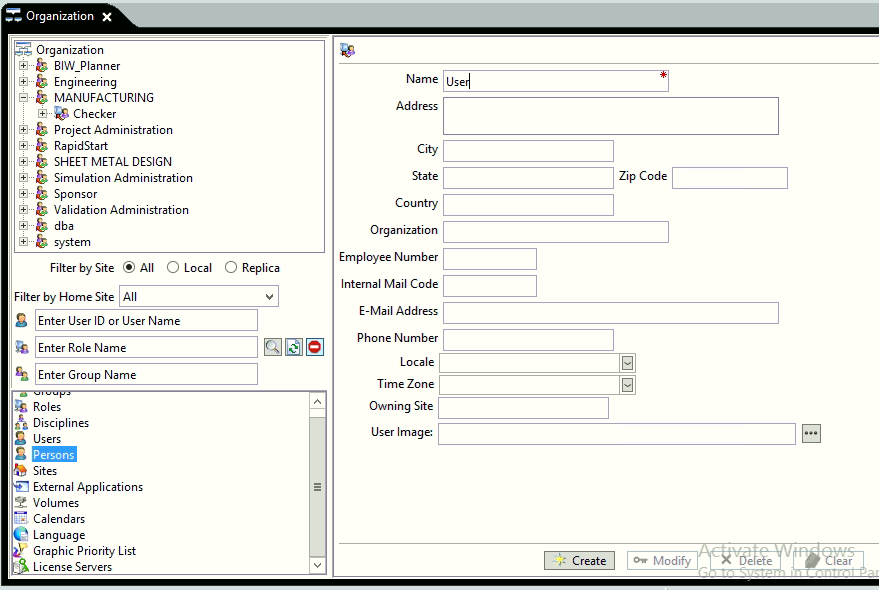 Organization
Organization
BIW_Planner
Engineering
MANUFACTURING
Checker
Project Administration
RapidStart
SHEET METAL DESIGN
Simulation Administration
Sponsor
Validation Administration
dba
system
Filter by Site All Local Replica
Filter by Home Site All
Enter User ID or User Name
Enter Role Name
Enter Group Name
Groups
Roles
Disciplines
Users
Persons
Sites
External Applications
Volumes
Calendars
Language
Graphic Priority List
License Servers
Name User *
Address
City
State Zip Code
Country
Organization
Employee Number
Internal Mail Code
E-Mail Address
Phone Number
Locale
Time Zone
Owning Site
User Image: ...
Create Modify Delete Clear
Activate Windows
Go to System in Control Pa